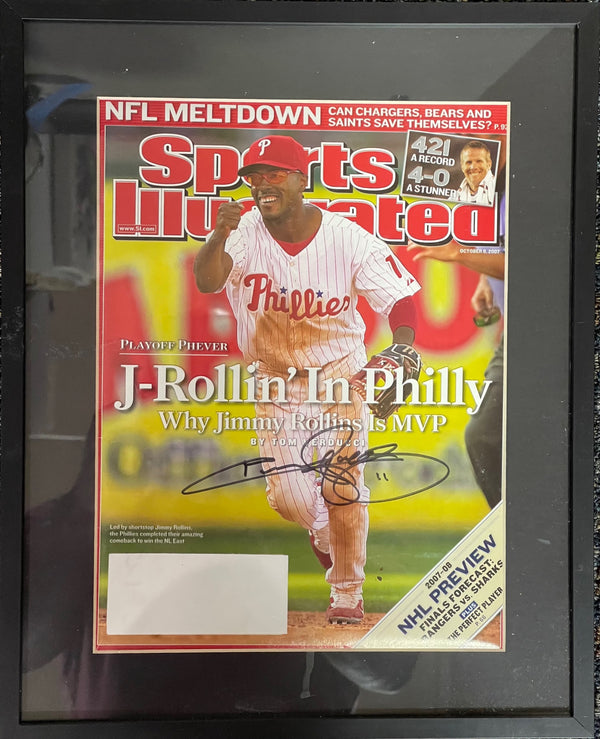 NFL MELTDOWN CAN CHARGERS, BEARS AND
SAINTS SAVE THEMSELVES?
Sports
Illustrated
www.SI.com
421
A RECORD
4-0
A STUNNER
OCTOBER 8, 2007
P
Phillies
1
PLAYOFF PHEVER
J-Rollin' In Philly
Why Jimmy Rollins Is MVP
BY TOM VERDUCCI
11
Led by shortstop Jimmy Rollins,
the Phillies completed their amazing
comeback to win the NL East
2007-08
NHL PREVIEW
FINALS FORECAST:
RANGERS VS. SHARKS
PLUS
THE PERFECT PLAYER